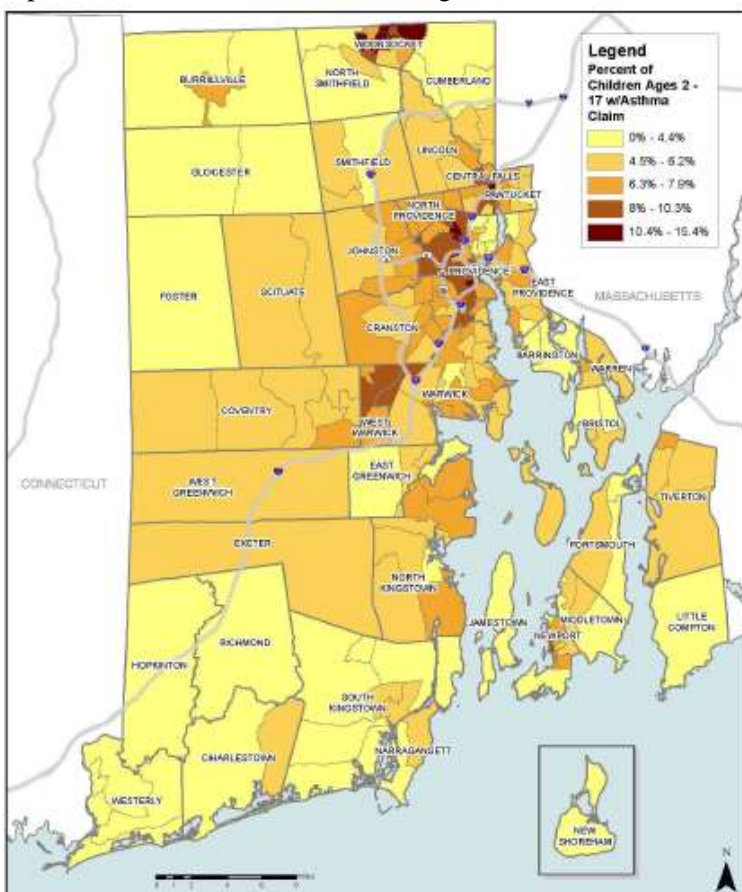 WOONSOCKET
BURRILLVILLE
NORTH
SMITHFIELD
CUMBERLAND
Legend
Percent of
Children Ages 2 -
17 w/Asthma
Claim
0% - 4.4%
4.5% - 6.2%
6.3% - 7.9%
8% - 10.3%
10.4% - 15.4%
GLOCESTER
SMITHFIELD
LINCOLN
CENTRAL FALLS
PAWTUCKET
NORTH
PROVIDENCE
JOHNSTON
PROVIDENCE
EAST
PROVIDENCE
MASSACHUSETTS
FOSTER
SCITUATE
CRANSTON
BARRINGTON
WARREN
WARWICK
BRISTOL
COVENTRY
WEST
WARWICK
CONNECTICUT
WEST
GREENWICH
EAST
GREENWICH
TIVERTON
EXETER
PORTSMOUTH
NORTH
KINGSTOWN
JAMESTOWN
MIDDLETOWN
NEWPORT
LITTLE
COMPTON
HOPKINTON
RICHMOND
SOUTH
KINGSTOWN
CHARLESTOWN
NARRAGANSETT
WESTERLY
NEW
SHOREHAM
N